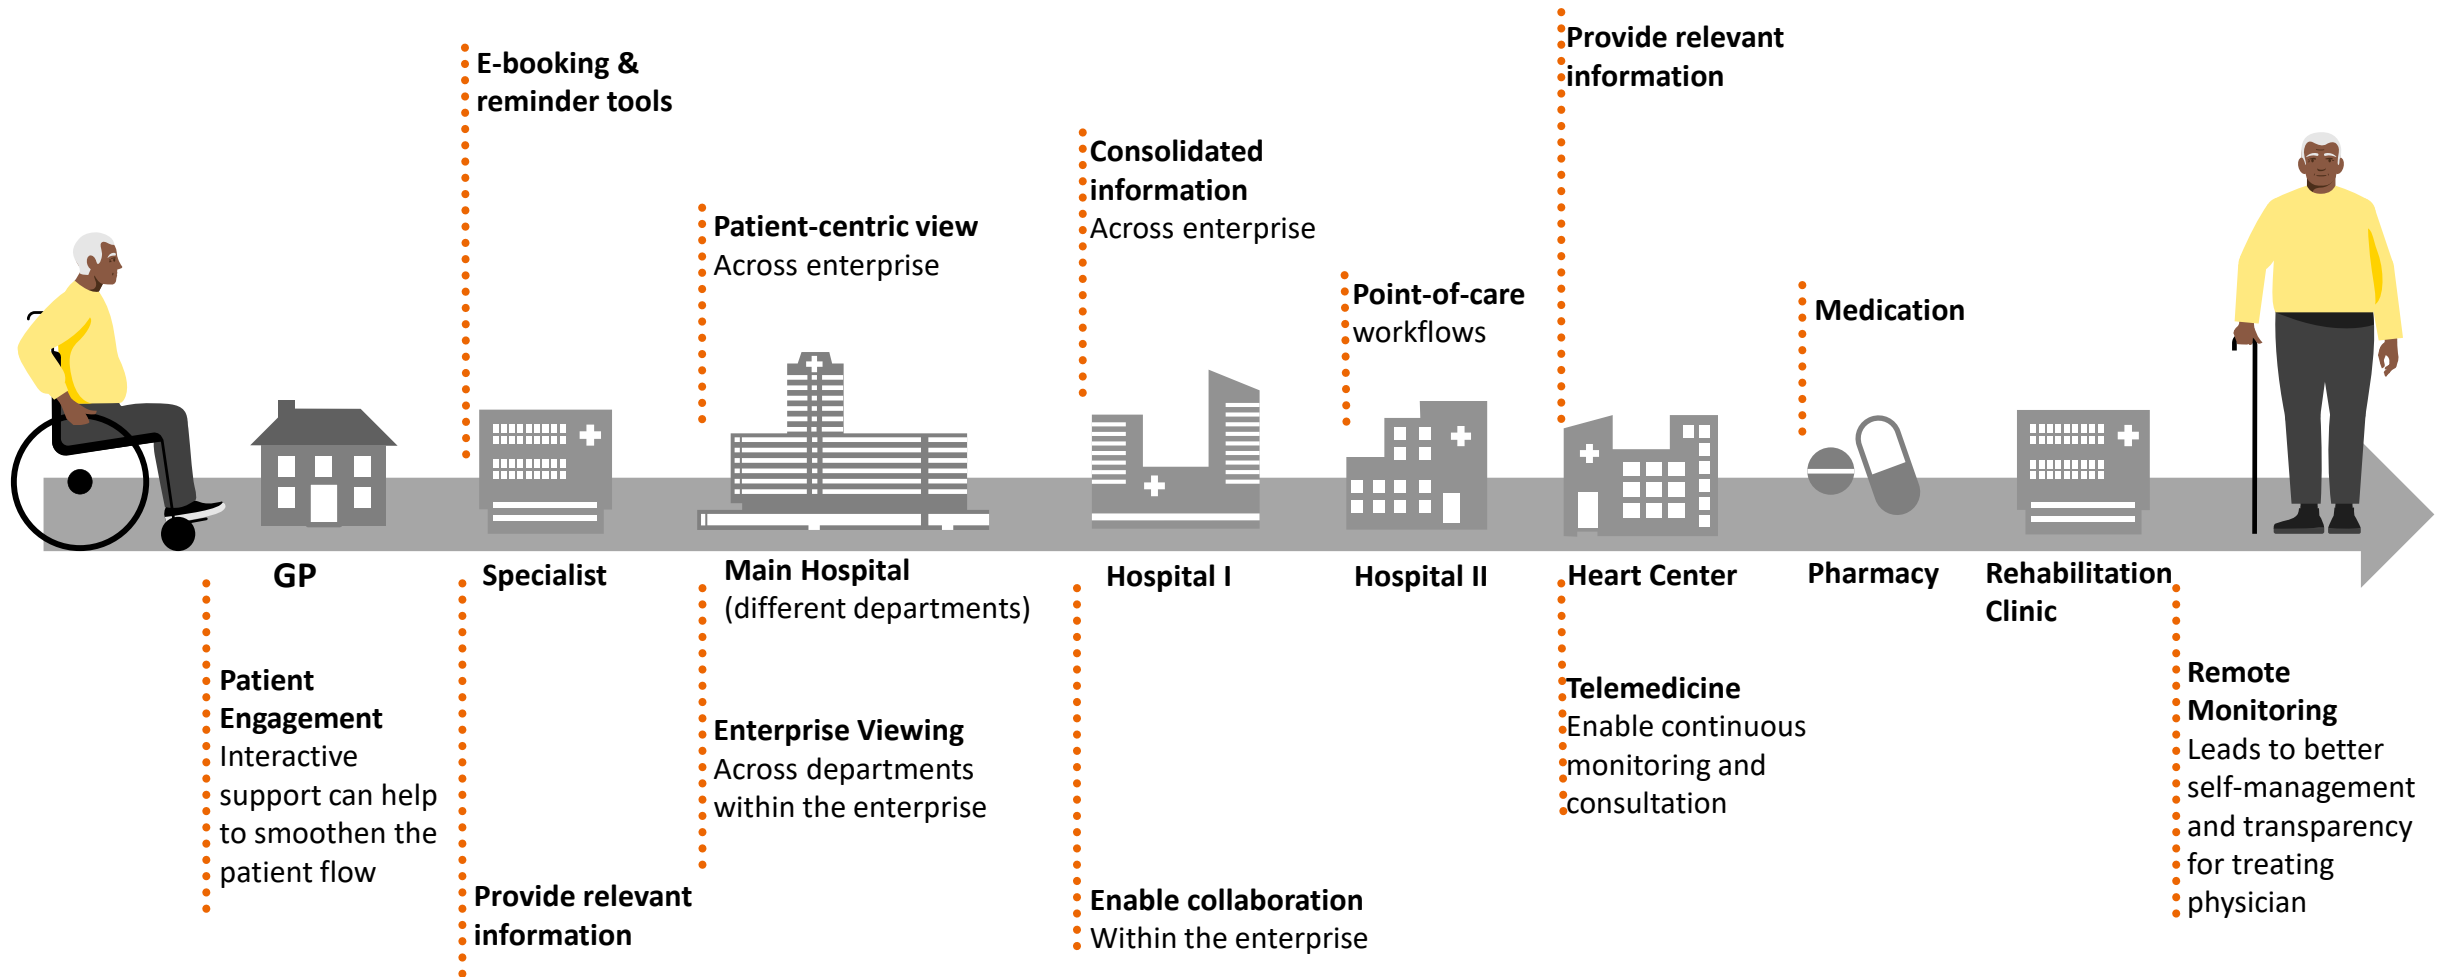 E-booking &
reminder tools
Patient-centric view
Across enterprise
Consolidated
information
Across enterprise
Point-of-care
workflows
Provide relevant
information
Medication
GP
Specialist
Main Hospital
(different departments)
Hospital I
Hospital II
Heart Center
Pharmacy
Rehabilitation
Clinic
Patient
Engagement
Interactive
support can help
to smoothen the
patient flow
Provide relevant
information
Enterprise Viewing
Across departments
within the enterprise
Enable collaboration
Within the enterprise
Telemedicine
Enable continuous
monitoring and
consultation
Remote
Monitoring
Leads to better
self-management
and transparency
for treating
physician